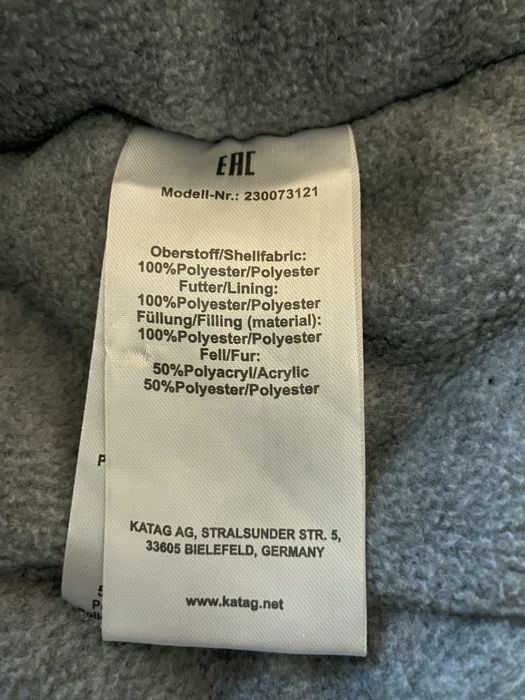 EAC
Modell-Nr.: 230073121
Oberstoff/Shellfabric:
100%Polyester/Polyester
Futter/Lining:
100%Polyester/Polyester
Füllung/Filling (material):
100%Polyester/Polyester
Fell/Fur:
50%Polyacryl/Acrylic
50%Polyester/Polyester
P
KATAG AG, STRALSUNDER STR. 5,
33605 BIELEFELD, GERMANY
www.katag.net